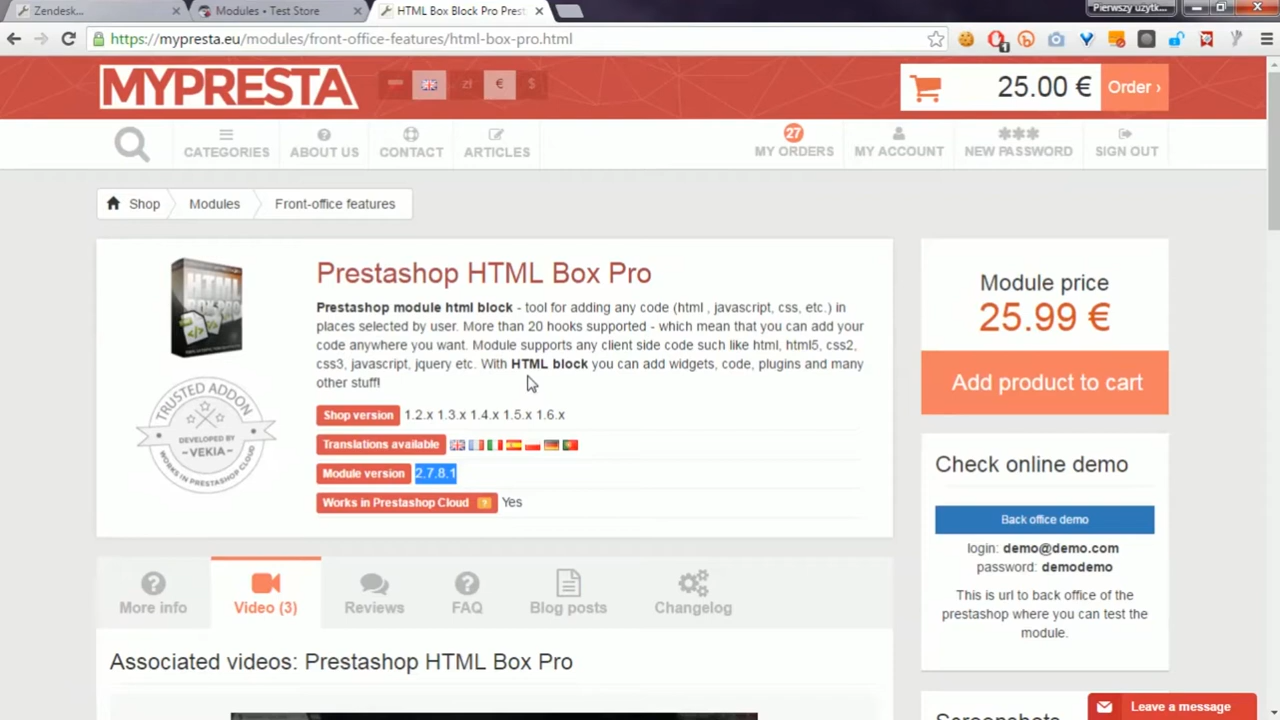 Zendesk...
Modules • Test Store
HTML Box Block Pro Prest
Pierwszy użytk...
https://mypresta.eu/modules/front-office-features/html-box-pro.html
MYPRESTA
zł
€
$
25.00 €
Order ›
CATEGORIES
ABOUT US
CONTACT
ARTICLES
27
MY ORDERS
MY ACCOUNT
NEW PASSWORD
SIGN OUT
Shop
Modules
Front-office features
HTML
BOX PRO
TRUSTED ADDON
DEVELOPED BY
-VEKIA-
WORKS IN PRESTASHOP CLOUD
Prestashop HTML Box Pro
Prestashop module html block - tool for adding any code (html , javascript, css, etc.) in
places selected by user. More than 20 hooks supported - which mean that you can add your
code anywhere you want. Module supports any client side code such like html, html5, css2,
css3, javascript, jquery etc. With HTML block you can add widgets, code, plugins and many
other stuff!
Shop version 1.2.x 1.3.x 1.4.x 1.5.x 1.6.x
Translations available
Module version 2.7.8.1
Works in Prestashop Cloud ? Yes
Module price
25.99 €
Add product to cart
Check online demo
Back office demo
login: demo@demo.com
password: demodemo
This is url to back office of the
prestashop where you can test the
module.
More info
Video (3)
Reviews
FAQ
Blog posts
Changelog
Associated videos: Prestashop HTML Box Pro
Screenshots
Leave a message